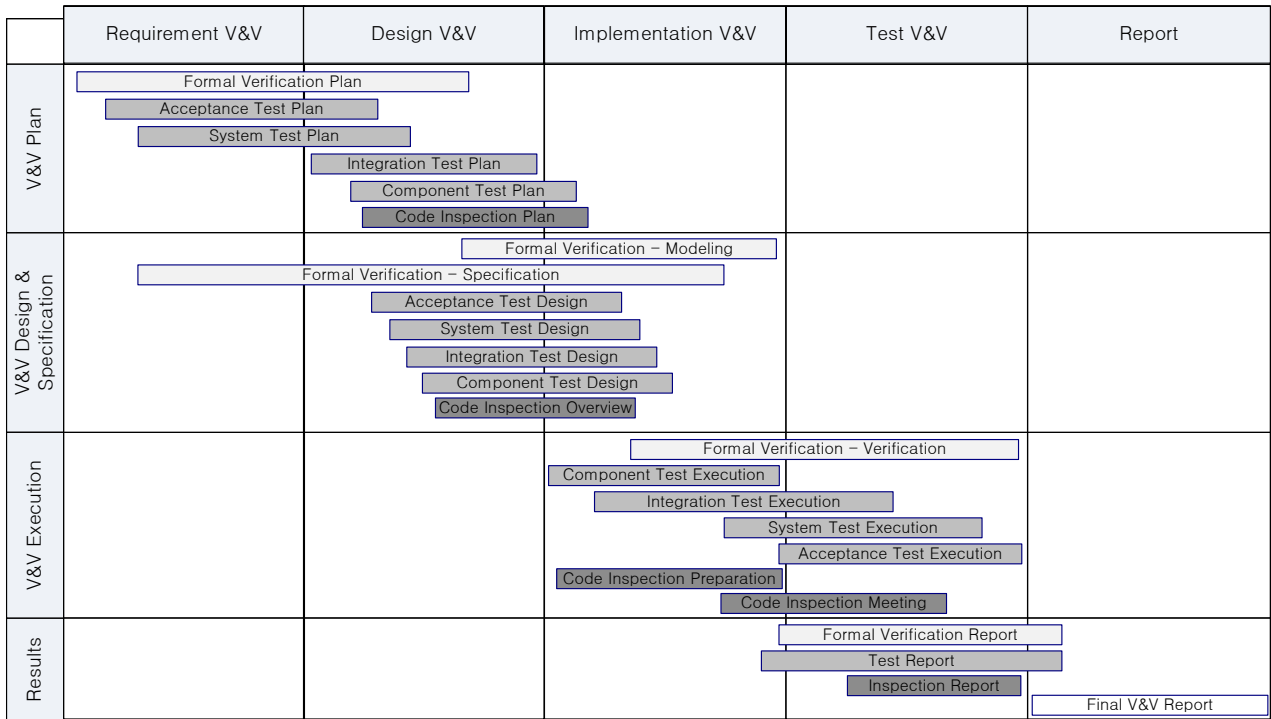 Requirement V&V
Design V&V
Implementation V&V
Test V&V
Report
V&V Plan
Formal Verification Plan
Acceptance Test Plan
System Test Plan
Integration Test Plan
Component Test Plan
Code Inspection Plan
V&V Design &
Specification
Formal Verification - Modeling
Formal Verification - Specification
Acceptance Test Design
System Test Design
Integration Test Design
Component Test Design
Code Inspection Overview
V&V Execution
Formal Verification - Verification
Component Test Execution
Integration Test Execution
System Test Execution
Acceptance Test Execution
Code Inspection Preparation
Code Inspection Meeting
Results
Formal Verification Report
Test Report
Inspection Report
Final V&V Report